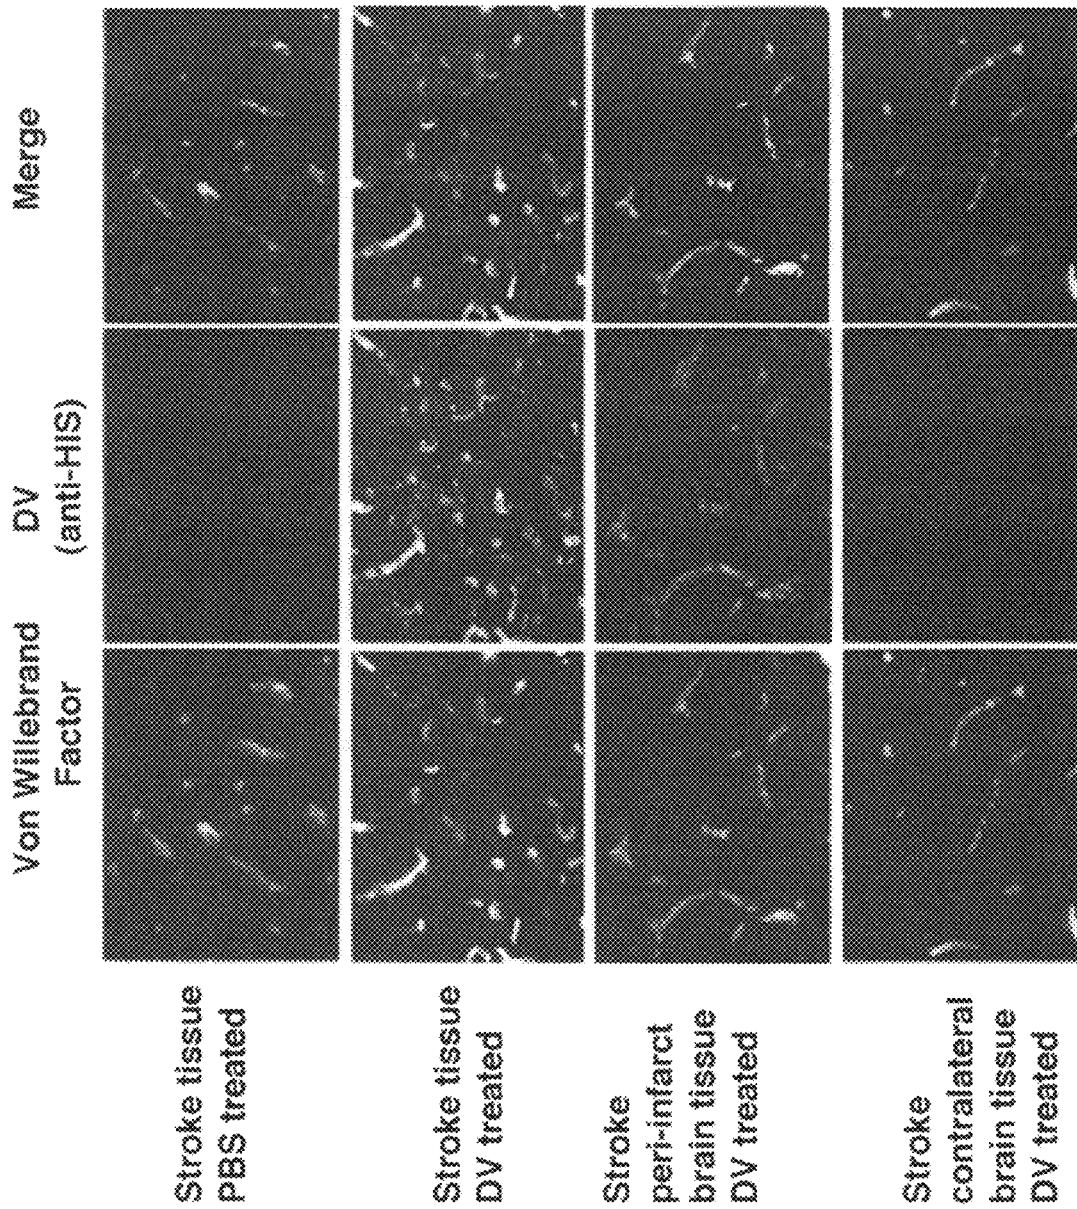 Von Willebrand
Factor
DV
(anti-HIS)
Merge
Stroke tissue
PBS treated
Stroke tissue
DV treated
Stroke
peri-infarct
brain tissue
DV treated
Stroke
contralateral
brain tissue
DV treated